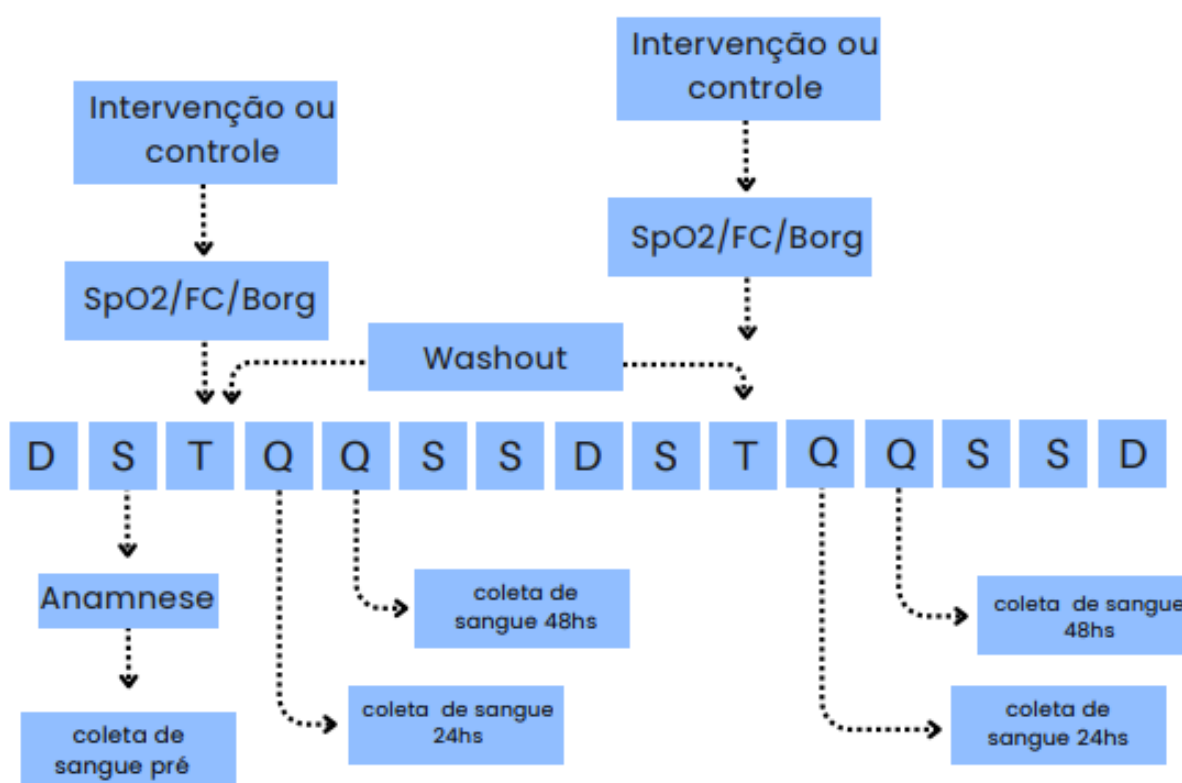 Intervenção ou
controle
Intervenção ou
controle
SpO2/FC/Borg
SpO2/FC/Borg
Washout
D S T Q Q S S D S T Q Q S S D
Anamnese
coleta de
sangue 48hs
coleta de sangue
48hs
coleta de sangue
24hs
coleta de
sangue 24hs
coleta de
sangue pré